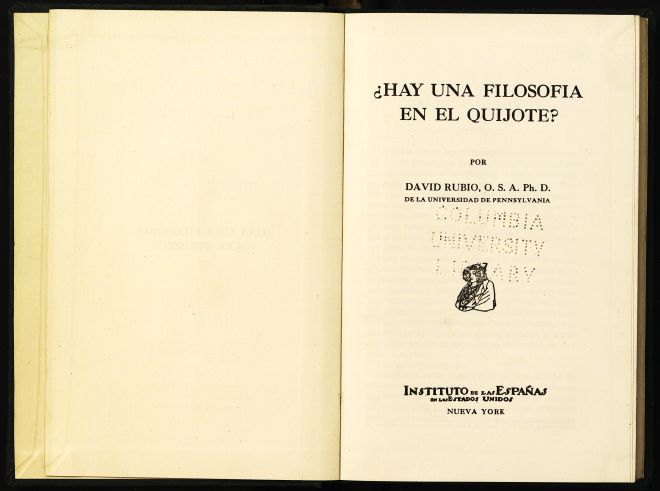 ¿HAY UNA FILOSOFIA
EN EL QUIJOTE?
POR
DAVID RUBIO, O. S. A. Ph. D.
DE LA UNIVERSIDAD DE PENNSYLVANIA
COLUMBIA
UNIVERSITY
LIBRARY
INSTITUTO DE LAS ESPAÑAS
EN LOS ESTADOS UNIDOS
NUEVA YORK